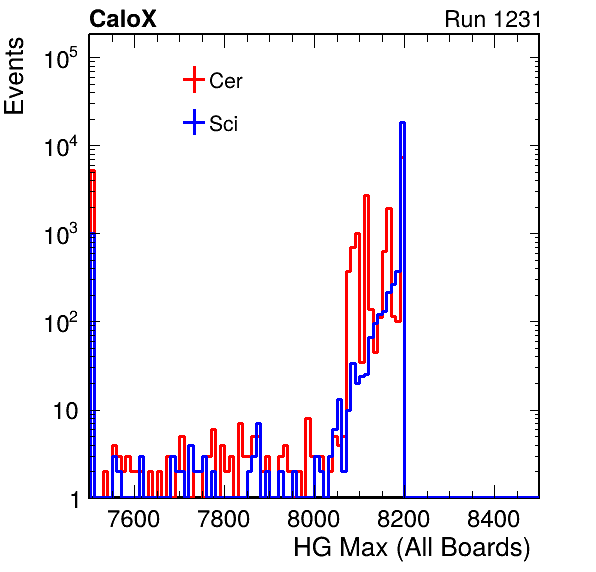 CaloX Run 1231
Events
10^5
10^4
10^3
10^2
10
1
Cer
Sci
7600 7800 8000 8200 8400
HG Max (All Boards)